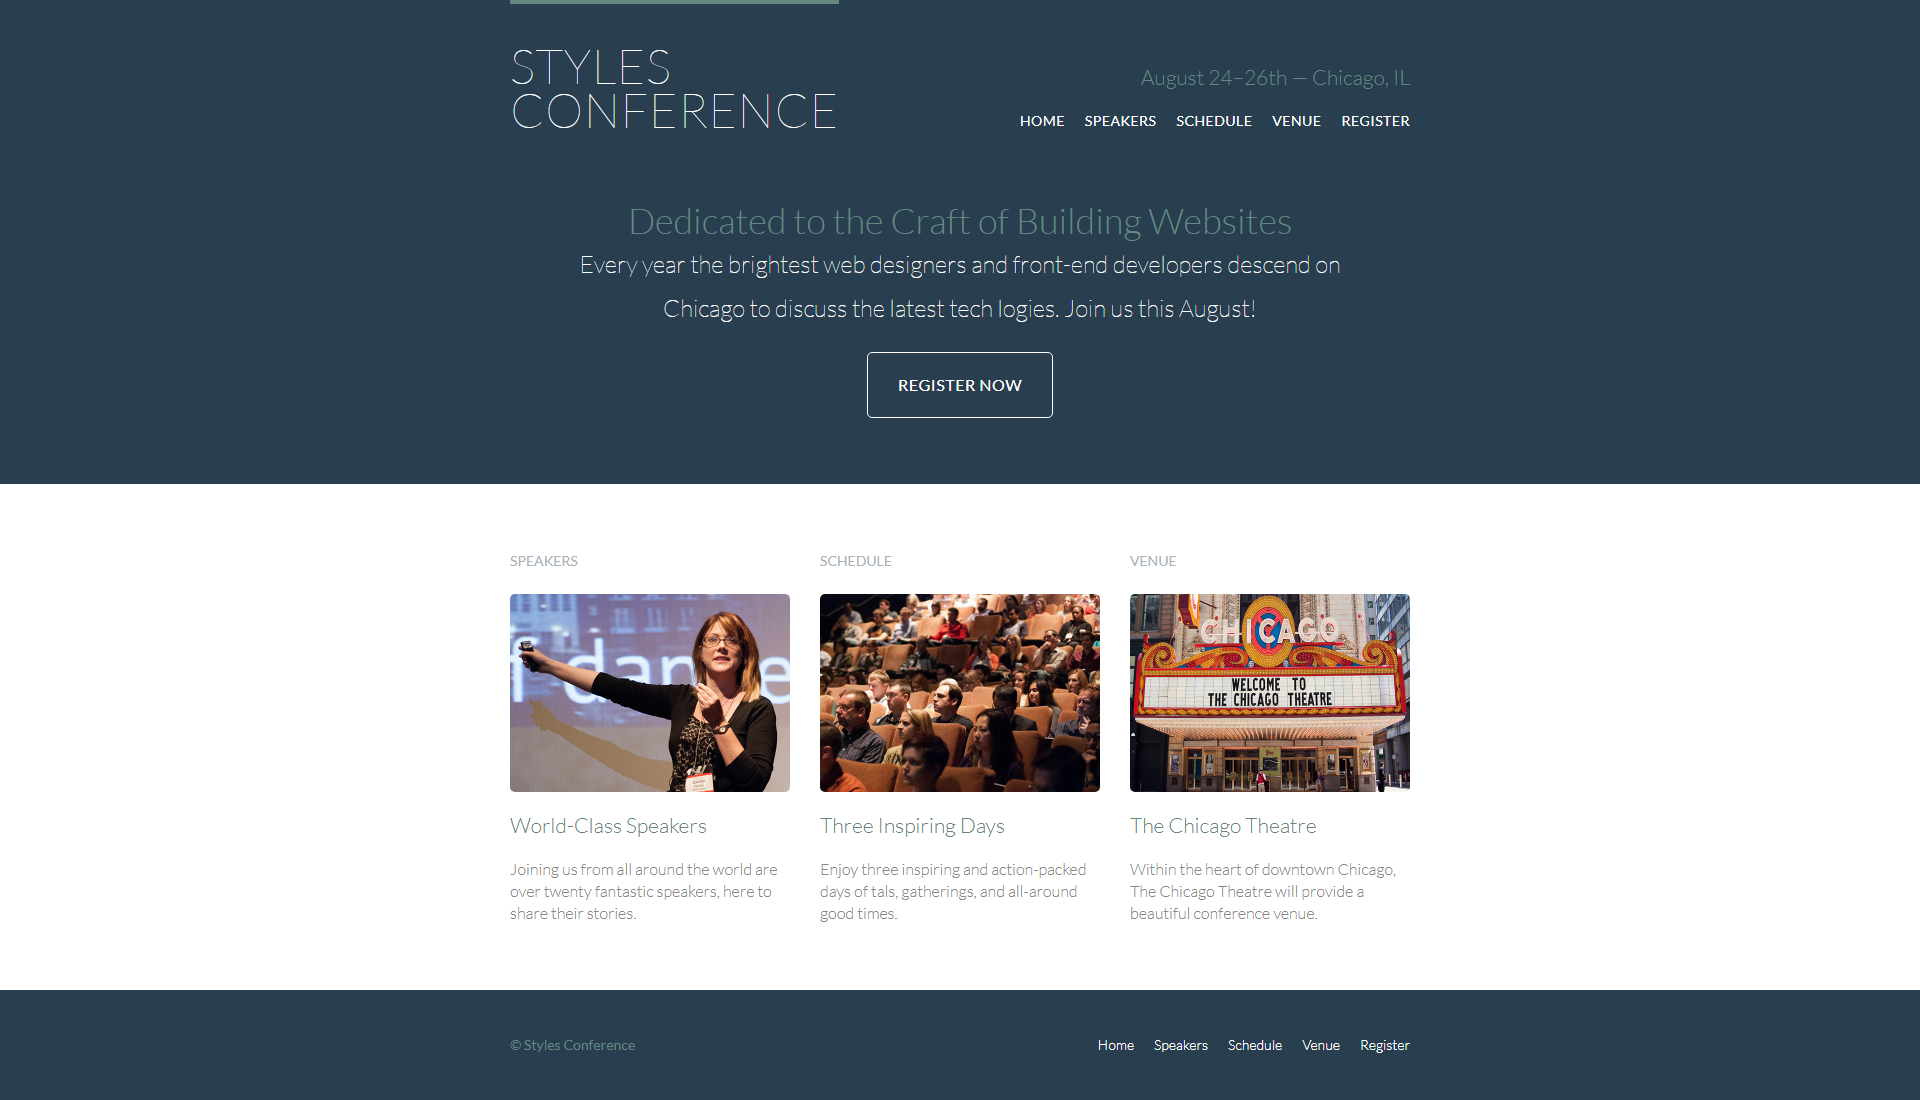 STYLES
CONFERENCE
August 24–26th — Chicago, IL
HOME SPEAKERS SCHEDULE VENUE REGISTER
Dedicated to the Craft of Building Websites
Every year the brightest web designers and front-end developers descend on
Chicago to discuss the latest tech logies. Join us this August!
REGISTER NOW
SPEAKERS SCHEDULE VENUE
f dan e
CHICAGO
WELCOME TO
THE CHICAGO THEATRE
World-Class Speakers
Joining us from all around the world are
over twenty fantastic speakers, here to
share their stories.
Three Inspiring Days
Enjoy three inspiring and action-packed
days of tals, gatherings, and all-around
good times.
The Chicago Theatre
Within the heart of downtown Chicago,
The Chicago Theatre will provide a
beautiful conference venue.
© Styles Conference
Home Speakers Schedule Venue Register